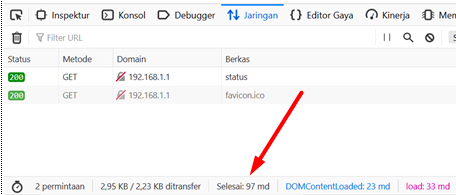 Inspektur Konsol Debugger Jaringan Editor Gaya Kinerja Mem
Filter URL
Status Metode Domain Berkas
200 GET 192.168.1.1 status
200 GET 192.168.1.1 favicon.ico
2 permintaan 2,95 KB / 2,23 KB ditransfer Selesai: 97 md DOMContentLoaded: 23 md load: 33 md